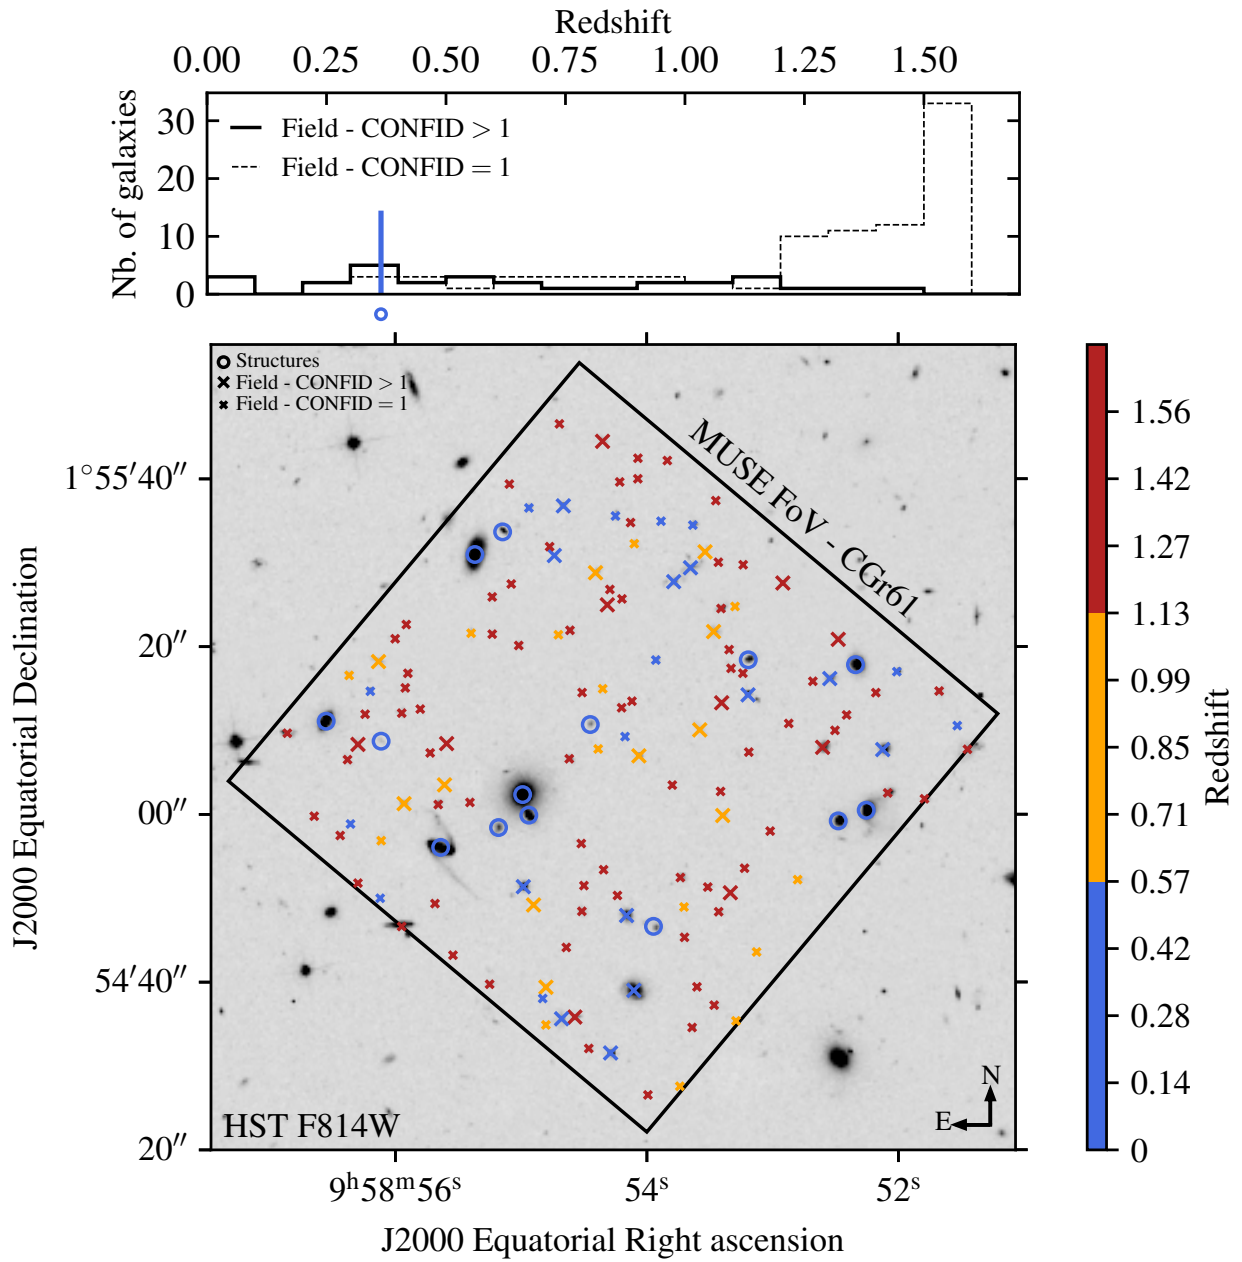 Redshift
0.00 0.25 0.50 0.75 1.00 1.25 1.50
Nb. of galaxies
30
20
10
0
Field - CONFID > 1
Field - CONFID = 1
Structures
Field - CONFID > 1
Field - CONFID = 1
MUSE FoV - CGr61
1°55′40″
20″
00″
54′40″
20″
J2000 Equatorial Declination
HST F814W
N
E
9ʰ58ᵐ56ˢ 54ˢ 52ˢ
J2000 Equatorial Right ascension
1.56
1.42
1.27
1.13
0.99
0.85
0.71
0.57
0.42
0.28
0.14
0
Redshift